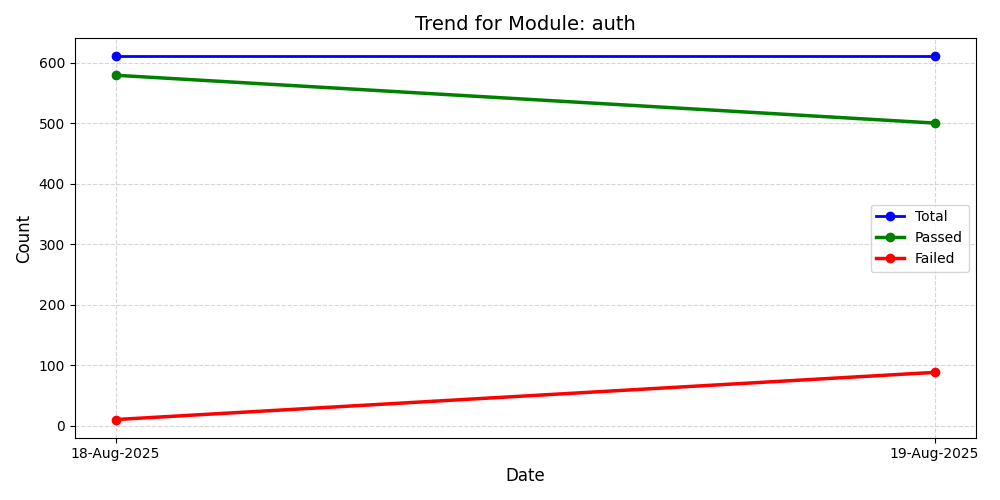 Trend for Module: auth
Count
600
500
400
300
200
100
0
Total
Passed
Failed
18-Aug-2025
19-Aug-2025
Date